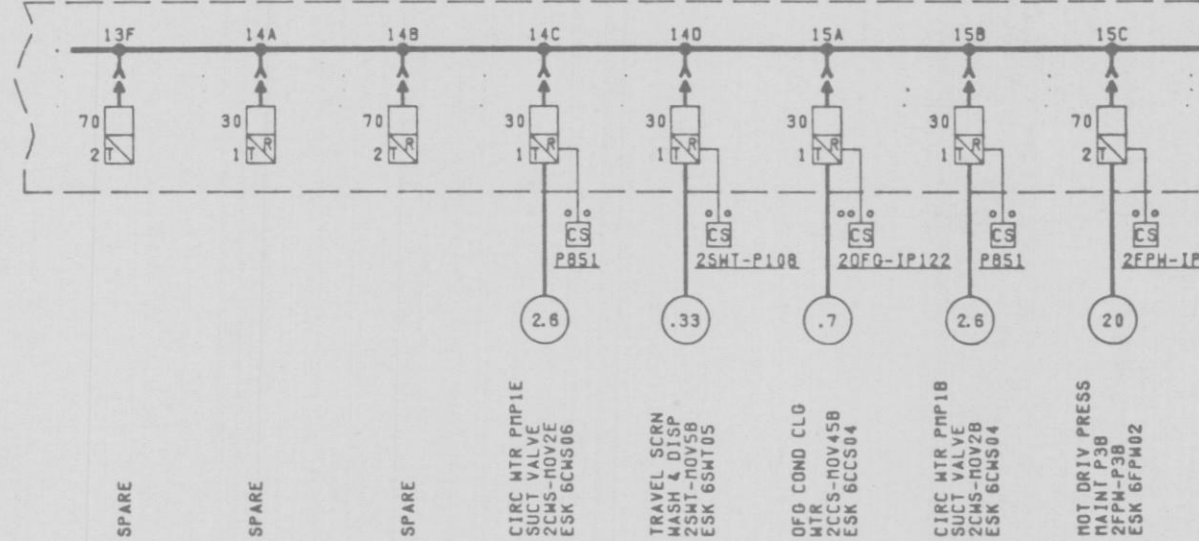 13F 14A 14B 14C 14D 15A 15B 15C
70 30 70 30 30 30 30 70
2 T 1 T R 2 T R 1 T R 1 T R 1 T R 1 T R 2 T
CS CS CS CS CS
P851 2SWT-P108 2OFG-IP122 P851 2FPW-IP
2.6 .33 .7 2.6 20
SPARE
SPARE
SPARE
CIRC WTR PMP1E
SUCT VALVE
2CWS-MOV2E
ESK 6CWS06
TRAVEL SCRN
WASH & DISP
2SWT-MOV5B
ESK 6SWT05
OFG COND CLG
WTR
2CCS-MOV45B
ESK 6CCS04
CIRC WTR PMP1B
SUCT VALVE
2CWS-MOV2B
ESK 6CWS04
MOT DRIV PRESS
MAINT P3B
2FPW-P3B
ESK 6FPW02